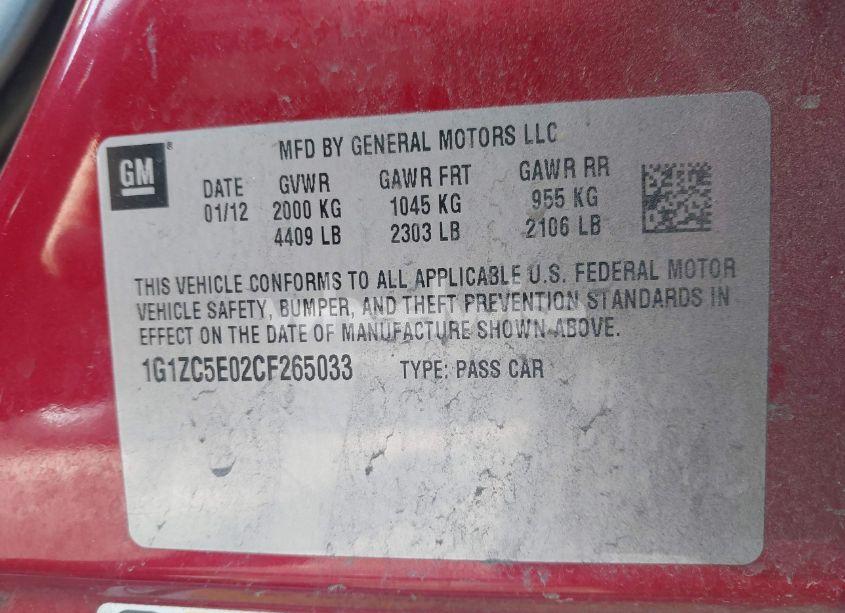 GM®
MFD BY GENERAL MOTORS LLC
DATE GVWR GAWR FRT GAWR RR
01/12 2000 KG 1045 KG 955 KG
4409 LB 2303 LB 2106 LB
THIS VEHICLE CONFORMS TO ALL APPLICABLE U.S. FEDERAL MOTOR
VEHICLE SAFETY, BUMPER, AND THEFT PREVENTION STANDARDS IN
EFFECT ON THE DATE OF MANUFACTURE SHOWN ABOVE.
1G1ZC5E02CF265033 TYPE: PASS CAR